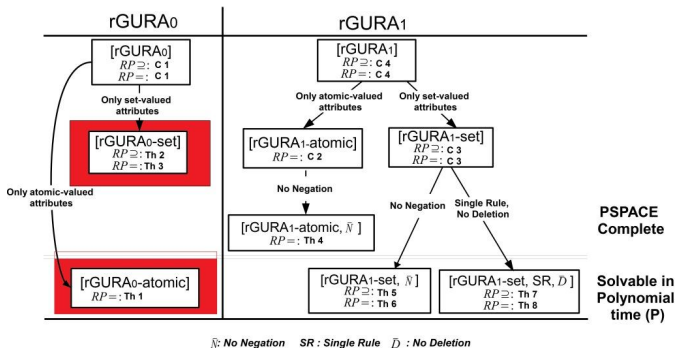 rGURA0
rGURA1
[rGURA0]
RP⊇: C 1
RP=: C 1
[rGURA1]
RP⊇: C 4
RP=: C 4
Only set-valued
attributes
Only atomic-valued
attributes
Only set-valued
attributes
[rGURA0-set]
RP⊇: Th 2
RP=: Th 3
[rGURA1-atomic]
RP=: C 2
[rGURA1-set]
RP⊇: C 3
RP=: C 3
Only atomic-valued
attributes
No Negation
No Negation
Single Rule,
No Deletion
[rGURA1-atomic, N̄]
RP=: Th 4
PSPACE
Complete
[rGURA0-atomic]
RP=: Th 1
[rGURA1-set, N̄]
RP⊇: Th 5
RP=: Th 6
[rGURA1-set, SR, D̄]
RP⊇: Th 7
RP=: Th 8
Solvable in
Polynomial
time (P)
N̄: No Negation SR : Single Rule D̄ : No Deletion